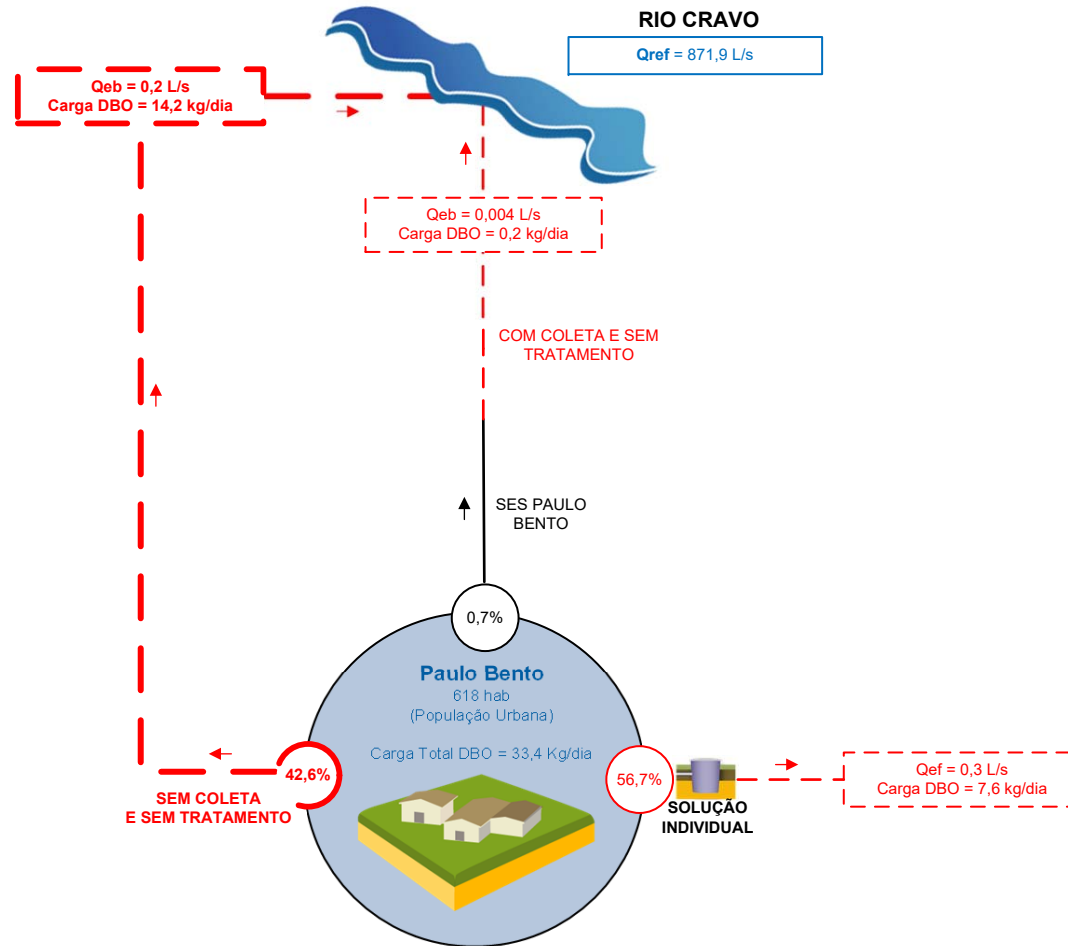 RIO CRAVO
Qref = 871,9 L/s
Qeb = 0,2 L/s
Carga DBO = 14,2 kg/dia
Qeb = 0,004 L/s
Carga DBO = 0,2 kg/dia
COM COLETA E SEM
TRATAMENTO
SES PAULO
BENTO
0,7%
Paulo Bento
618 hab
(População Urbana)
Carga Total DBO = 33,4 Kg/dia
42,6%
SEM COLETA
E SEM TRATAMENTO
56,7%
SOLUÇÃO
INDIVIDUAL
Qef = 0,3 L/s
Carga DBO = 7,6 kg/dia